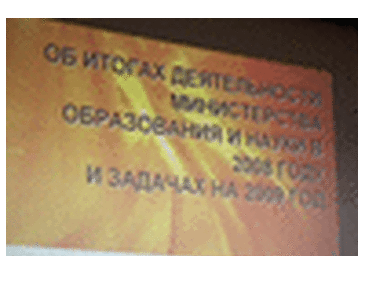 ОБ ИТОГАХ ДЕЯТЕЛЬНОСТИ
МИНИСТЕРСТВА
ОБРАЗОВАНИЯ И НАУКИ В
2008 ГОДУ
И ЗАДАЧАХ НА 2009 ГОД